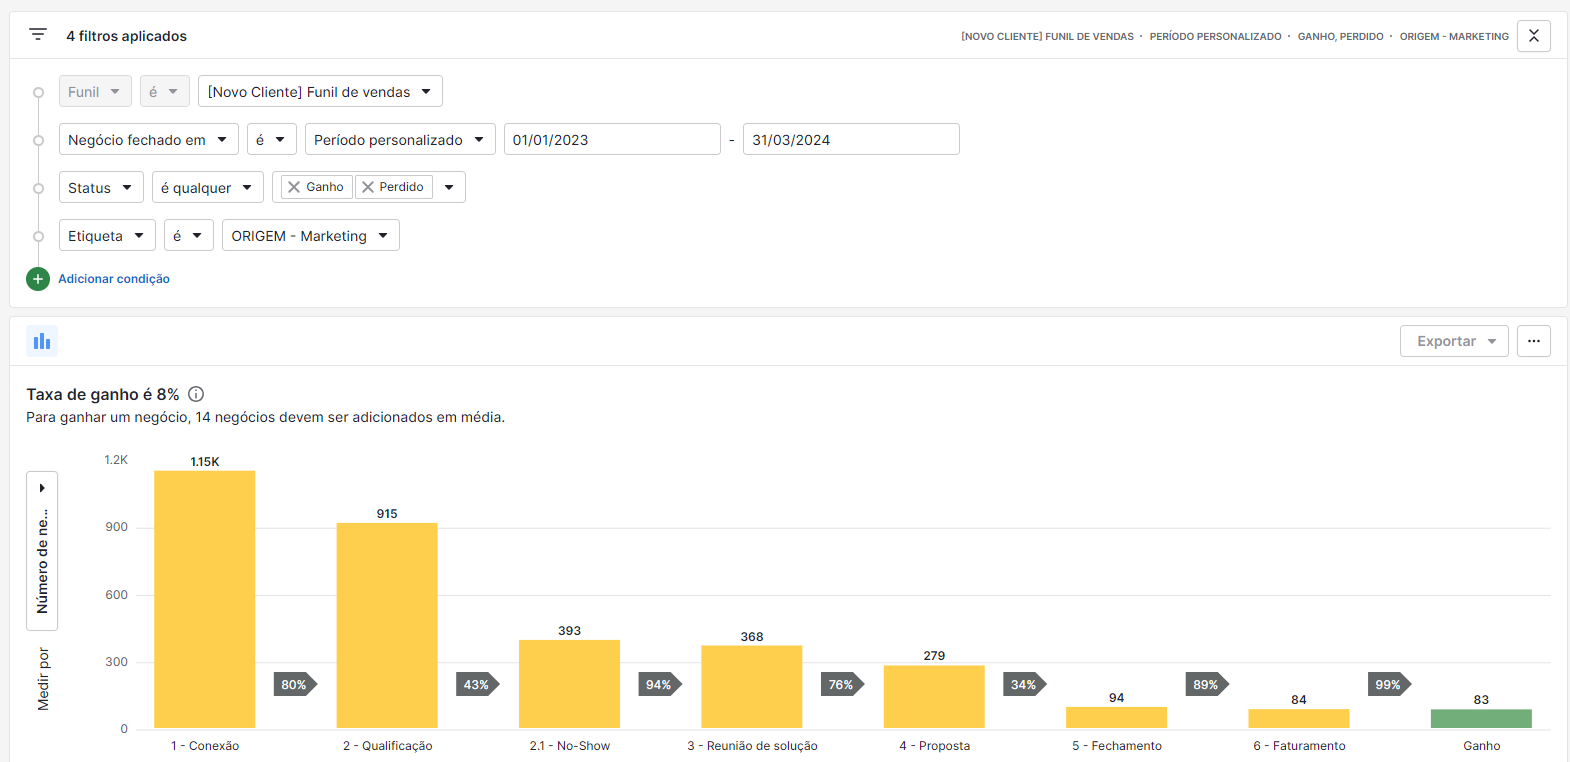 4 filtros aplicados
[NOVO CLIENTE] FUNIL DE VENDAS · PERÍODO PERSONALIZADO · GANHO, PERDIDO · ORIGEM - MARKETING
Funil é [Novo Cliente] Funil de vendas
Negócio fechado em é Período personalizado 01/01/2023 - 31/03/2024
Status é qualquer Ganho Perdido
Etiqueta é ORIGEM - Marketing
Adicionar condição
Exportar
Taxa de ganho é 8%
Para ganhar um negócio, 14 negócios devem ser adicionados em média.
Medir por
Número de ne...
1.2K
900
600
300
0
1.15K
915
393
368
279
94
84
83
80%
43%
94%
76%
34%
89%
99%
1 - Conexão
2 - Qualificação
2.1 - No-Show
3 - Reunião de solução
4 - Proposta
5 - Fechamento
6 - Faturamento
Ganho